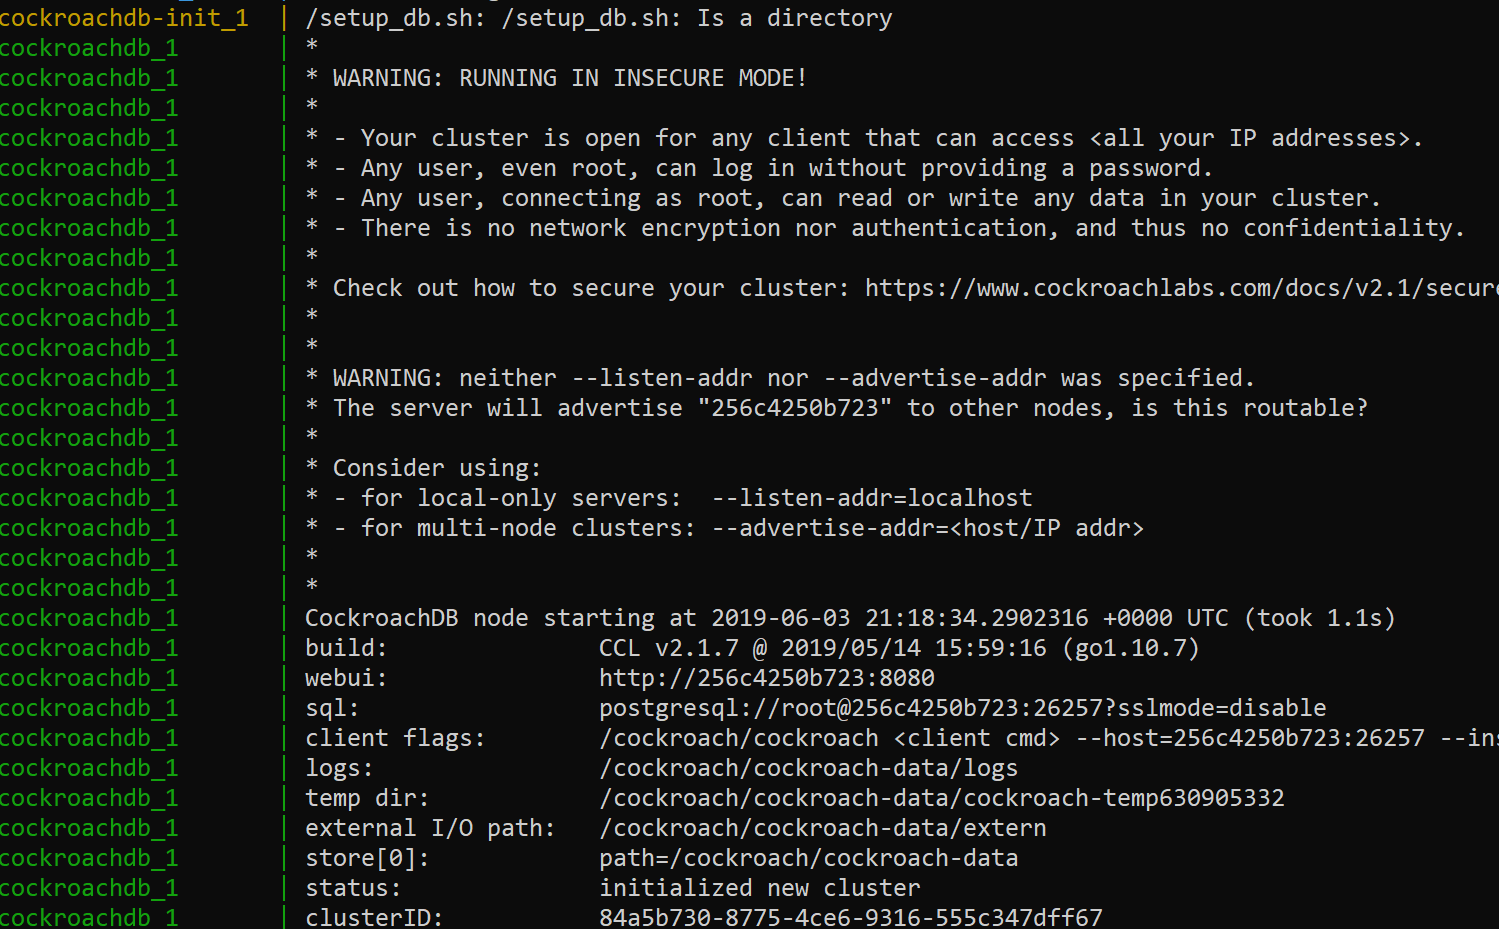 cockroachdb-init_1 | /setup_db.sh: /setup_db.sh: Is a directory
cockroachdb_1 | *
cockroachdb_1 | * WARNING: RUNNING IN INSECURE MODE!
cockroachdb_1 | *
cockroachdb_1 | * - Your cluster is open for any client that can access <all your IP addresses>.
cockroachdb_1 | * - Any user, even root, can log in without providing a password.
cockroachdb_1 | * - Any user, connecting as root, can read or write any data in your cluster.
cockroachdb_1 | * - There is no network encryption nor authentication, and thus no confidentiality.
cockroachdb_1 | *
cockroachdb_1 | * Check out how to secure your cluster: https://www.cockroachlabs.com/docs/v2.1/secure
cockroachdb_1 | *
cockroachdb_1 | *
cockroachdb_1 | * WARNING: neither --listen-addr nor --advertise-addr was specified.
cockroachdb_1 | * The server will advertise "256c4250b723" to other nodes, is this routable?
cockroachdb_1 | *
cockroachdb_1 | * Consider using:
cockroachdb_1 | * - for local-only servers:  --listen-addr=localhost
cockroachdb_1 | * - for multi-node clusters: --advertise-addr=<host/IP addr>
cockroachdb_1 | *
cockroachdb_1 | *
cockroachdb_1 | CockroachDB node starting at 2019-06-03 21:18:34.2902316 +0000 UTC (took 1.1s)
cockroachdb_1 | build: CCL v2.1.7 @ 2019/05/14 15:59:16 (go1.10.7)
cockroachdb_1 | webui: http://256c4250b723:8080
cockroachdb_1 | sql: postgresql://root@256c4250b723:26257?sslmode=disable
cockroachdb_1 | client flags: /cockroach/cockroach <client cmd> --host=256c4250b723:26257 --ins
cockroachdb_1 | logs: /cockroach/cockroach-data/logs
cockroachdb_1 | temp dir: /cockroach/cockroach-data/cockroach-temp630905332
cockroachdb_1 | external I/O path: /cockroach/cockroach-data/extern
cockroachdb_1 | store[0]: path=/cockroach/cockroach-data
cockroachdb_1 | status: initialized new cluster
cockroachdb_1 | clusterID: 84a5b730-8775-4ce6-9316-555c347dff67